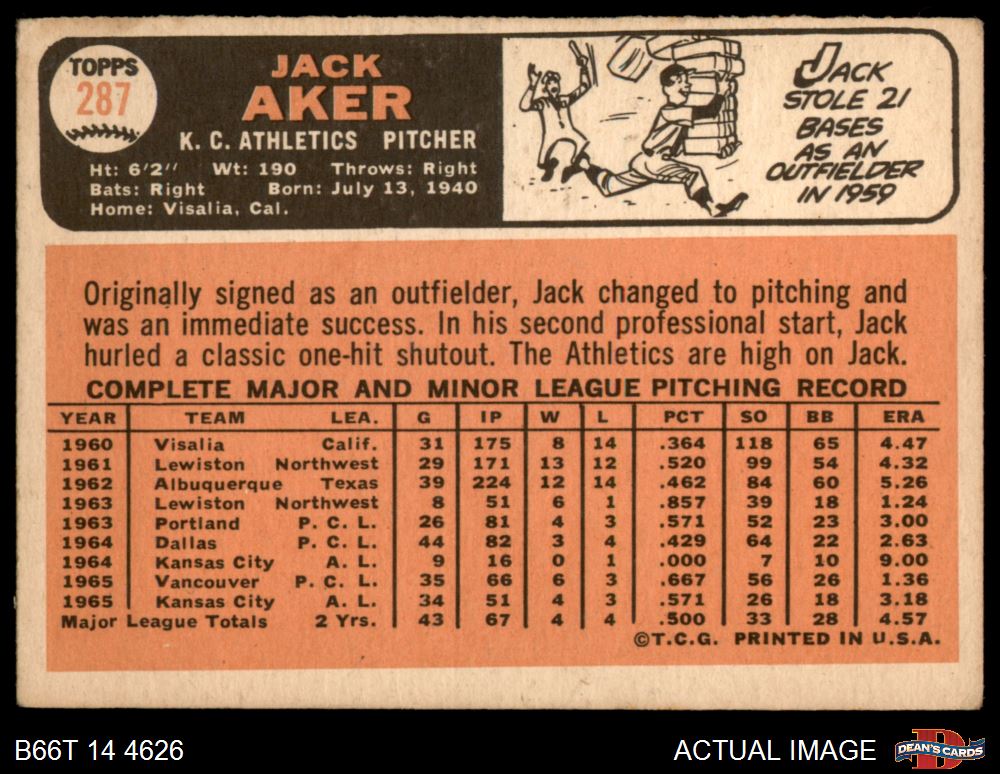 TOPPS
287
JACK
AKER
K. C. ATHLETICS PITCHER
Ht: 6'2'' Wt: 190 Throws: Right
Bats: Right Born: July 13, 1940
Home: Visalia, Cal.
JACK
STOLE 21
BASES
AS AN
OUTFIELDER
IN 1959
Originally signed as an outfielder, Jack changed to pitching and
was an immediate success. In his second professional start, Jack
hurled a classic one-hit shutout. The Athletics are high on Jack.
COMPLETE MAJOR AND MINOR LEAGUE PITCHING RECORD
YEAR TEAM LEA. G IP W L PCT SO BB ERA
1960 Visalia Calif. 31 175 8 14 .364 118 65 4.47
1961 Lewiston Northwest 29 171 13 12 .520 99 54 4.32
1962 Albuquerque Texas 39 224 12 14 .462 84 60 5.26
1963 Lewiston Northwest 8 51 6 1 .857 39 18 1.24
1963 Portland P. C. L. 26 81 4 3 .571 52 23 3.00
1964 Dallas P. C. L. 44 82 3 4 .429 64 22 2.63
1964 Kansas City A. L. 9 16 0 1 .000 7 10 9.00
1965 Vancouver P. C. L. 35 66 6 3 .667 56 26 1.36
1965 Kansas City A. L. 34 51 4 3 .571 26 18 3.18
Major League Totals 2 Yrs. 43 67 4 4 .500 33 28 4.57
©T.C.G. PRINTED IN U.S.A.
B66T 14 4626
ACTUAL IMAGE
DEAN'S CARDS